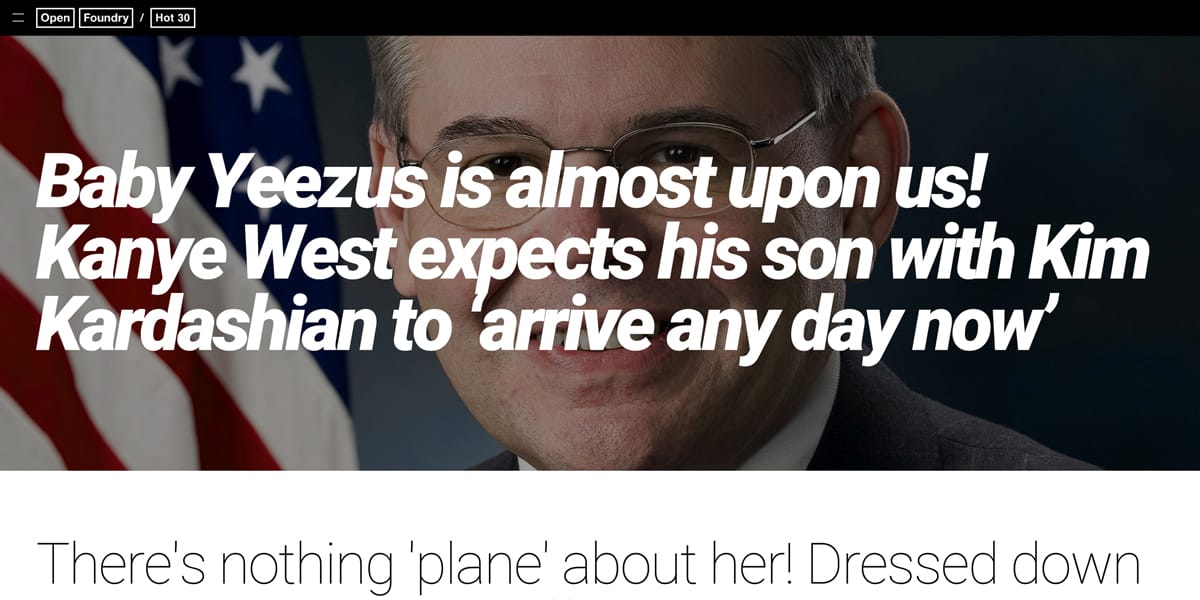 Open Foundry / Hot 30
Baby Yeezus is almost upon us!
Kanye West expects his son with Kim
Kardashian to ‘arrive any day now’
There's nothing 'plane' about her! Dressed down